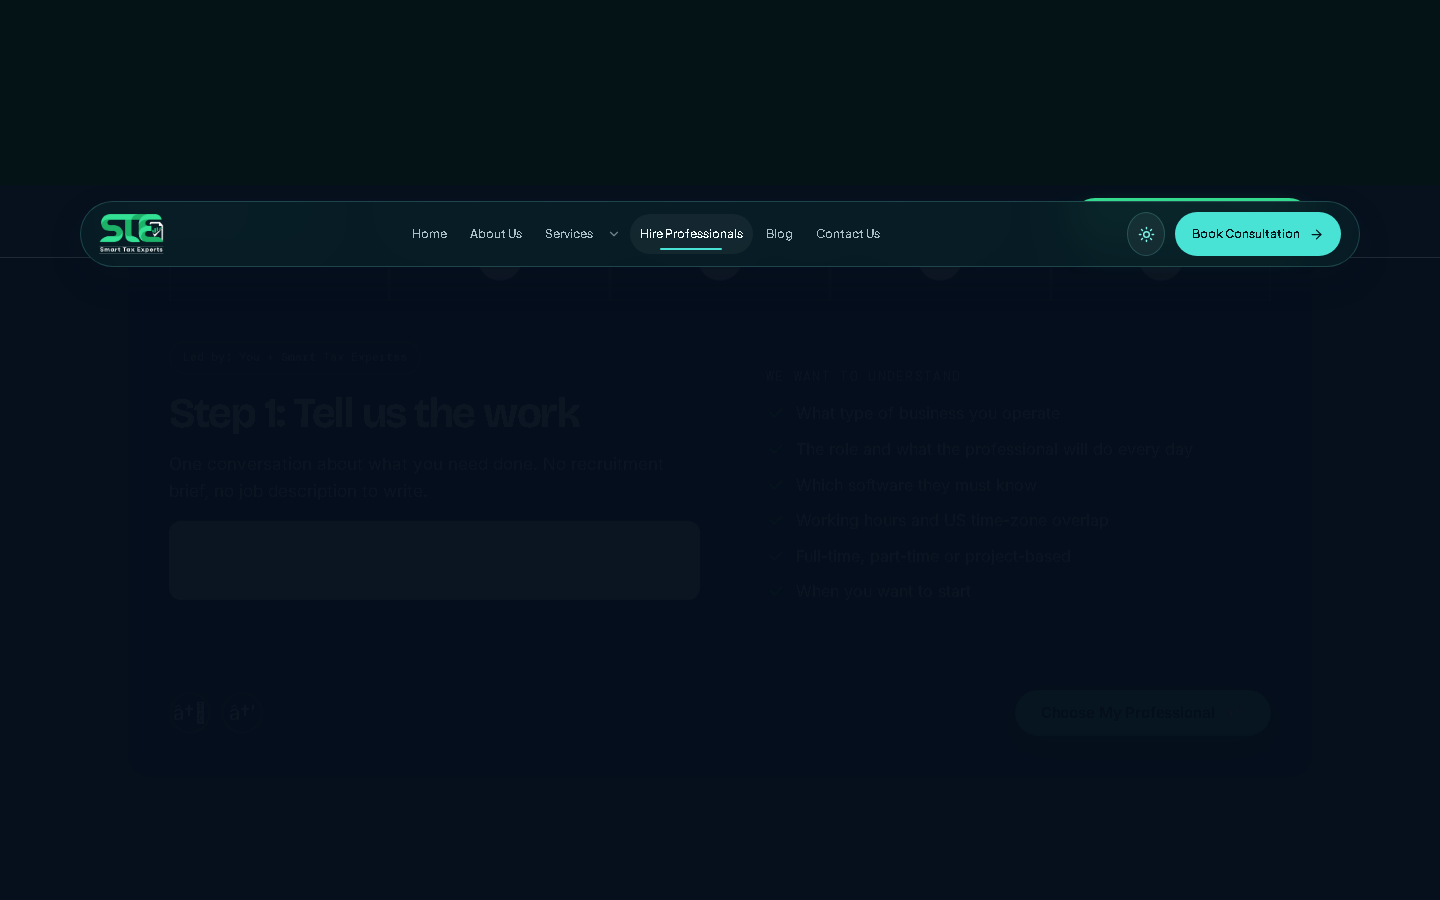 STE
Smart Tax Experts
Home
About Us
Services
Hire Professionals
Blog
Contact Us
Book Consultation
WE WANT TO UNDERSTAND
Step 1: Tell us the work
One conversation about what you need done. No recruitment
brief, no job description to write.
What type of business you operate
The role and what the professional will do every day
Which software they must know
Working hours and US time-zone overlap
Full-time, part-time or project-based
When you want to start
Choose My Professional